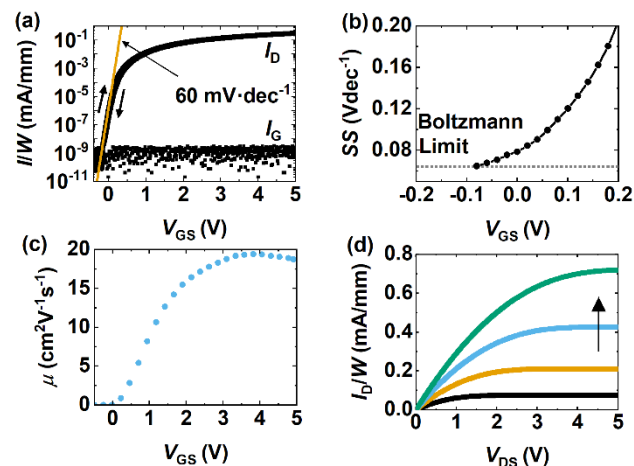 (a)
I/W (mA/mm)
10⁻¹
10⁻³
10⁻⁵
10⁻⁷
10⁻⁹
10⁻¹¹
I_D
60 mV·dec⁻¹
I_G
0 1 2 3 4 5
V_GS (V)
(b)
SS (Vdec⁻¹)
0.20
0.16
0.12
0.08
Boltzmann
Limit
-0.2 -0.1 0.0 0.1 0.2
V_GS (V)
(c)
μ (cm²V⁻¹s⁻¹)
20
15
10
5
0
0 1 2 3 4 5
V_GS (V)
(d)
I_D/W (mA/mm)
0.8
0.6
0.4
0.2
0.0
0 1 2 3 4 5
V_DS (V)